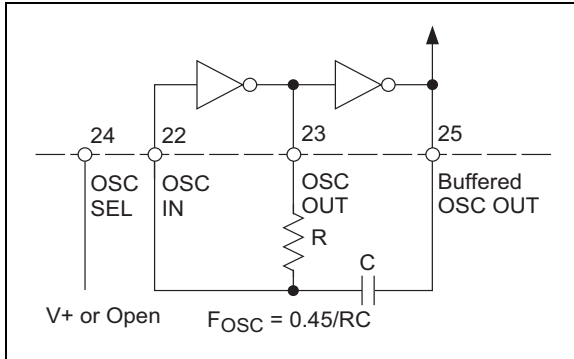 24
22
23
25
OSC
SEL
OSC
IN
OSC
OUT
Buffered
OSC OUT
R
C
V+ or Open
FOSC = 0.45/RC